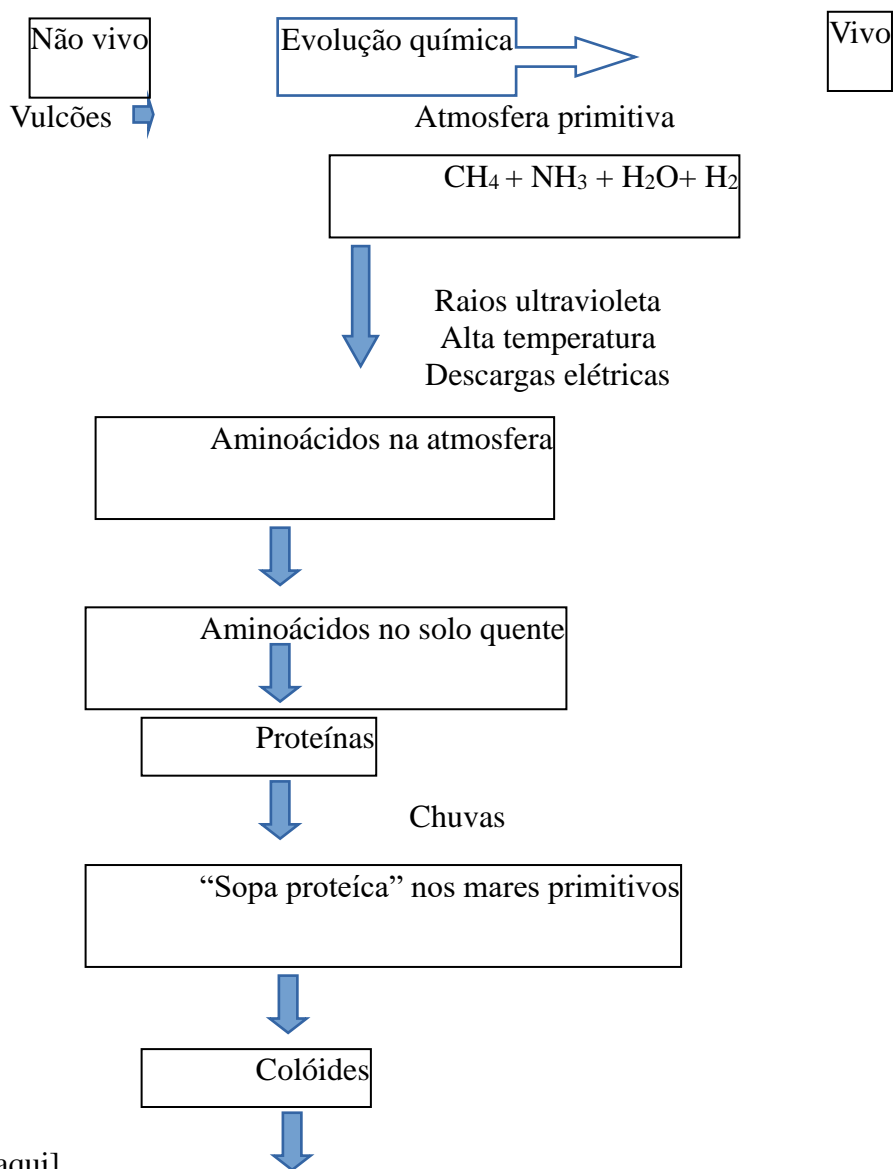 Não vivo
Evolução química
Vivo
Vulcões
Atmosfera primitiva
CH₄ + NH₃ + H₂O+ H₂
Raios ultravioleta
Alta temperatura
Descargas elétricas
Aminoácidos na atmosfera
Aminoácidos no solo quente
Proteínas
Chuvas
“Sopa proteíca” nos mares primitivos
Colóides
aqui]